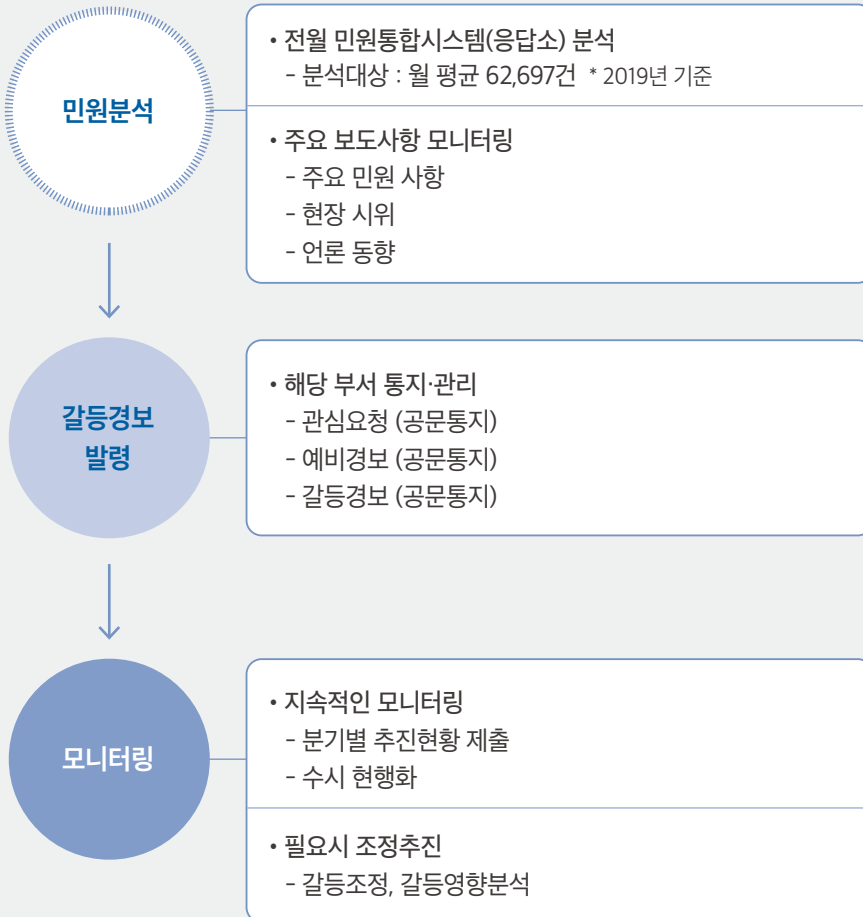 민원분석
• 전월 민원통합시스템(응답소) 분석
- 분석대상 : 월 평균 62,697건 * 2019년 기준
• 주요 보도사항 모니터링
- 주요 민원 사항
- 현장 시위
- 언론 동향
갈등경보
발령
• 해당 부서 통지·관리
- 관심요청 (공문통지)
- 예비경보 (공문통지)
- 갈등경보 (공문통지)
모니터링
• 지속적인 모니터링
- 분기별 추진현황 제출
- 수시 현행화
• 필요시 조정추진
- 갈등조정, 갈등영향분석